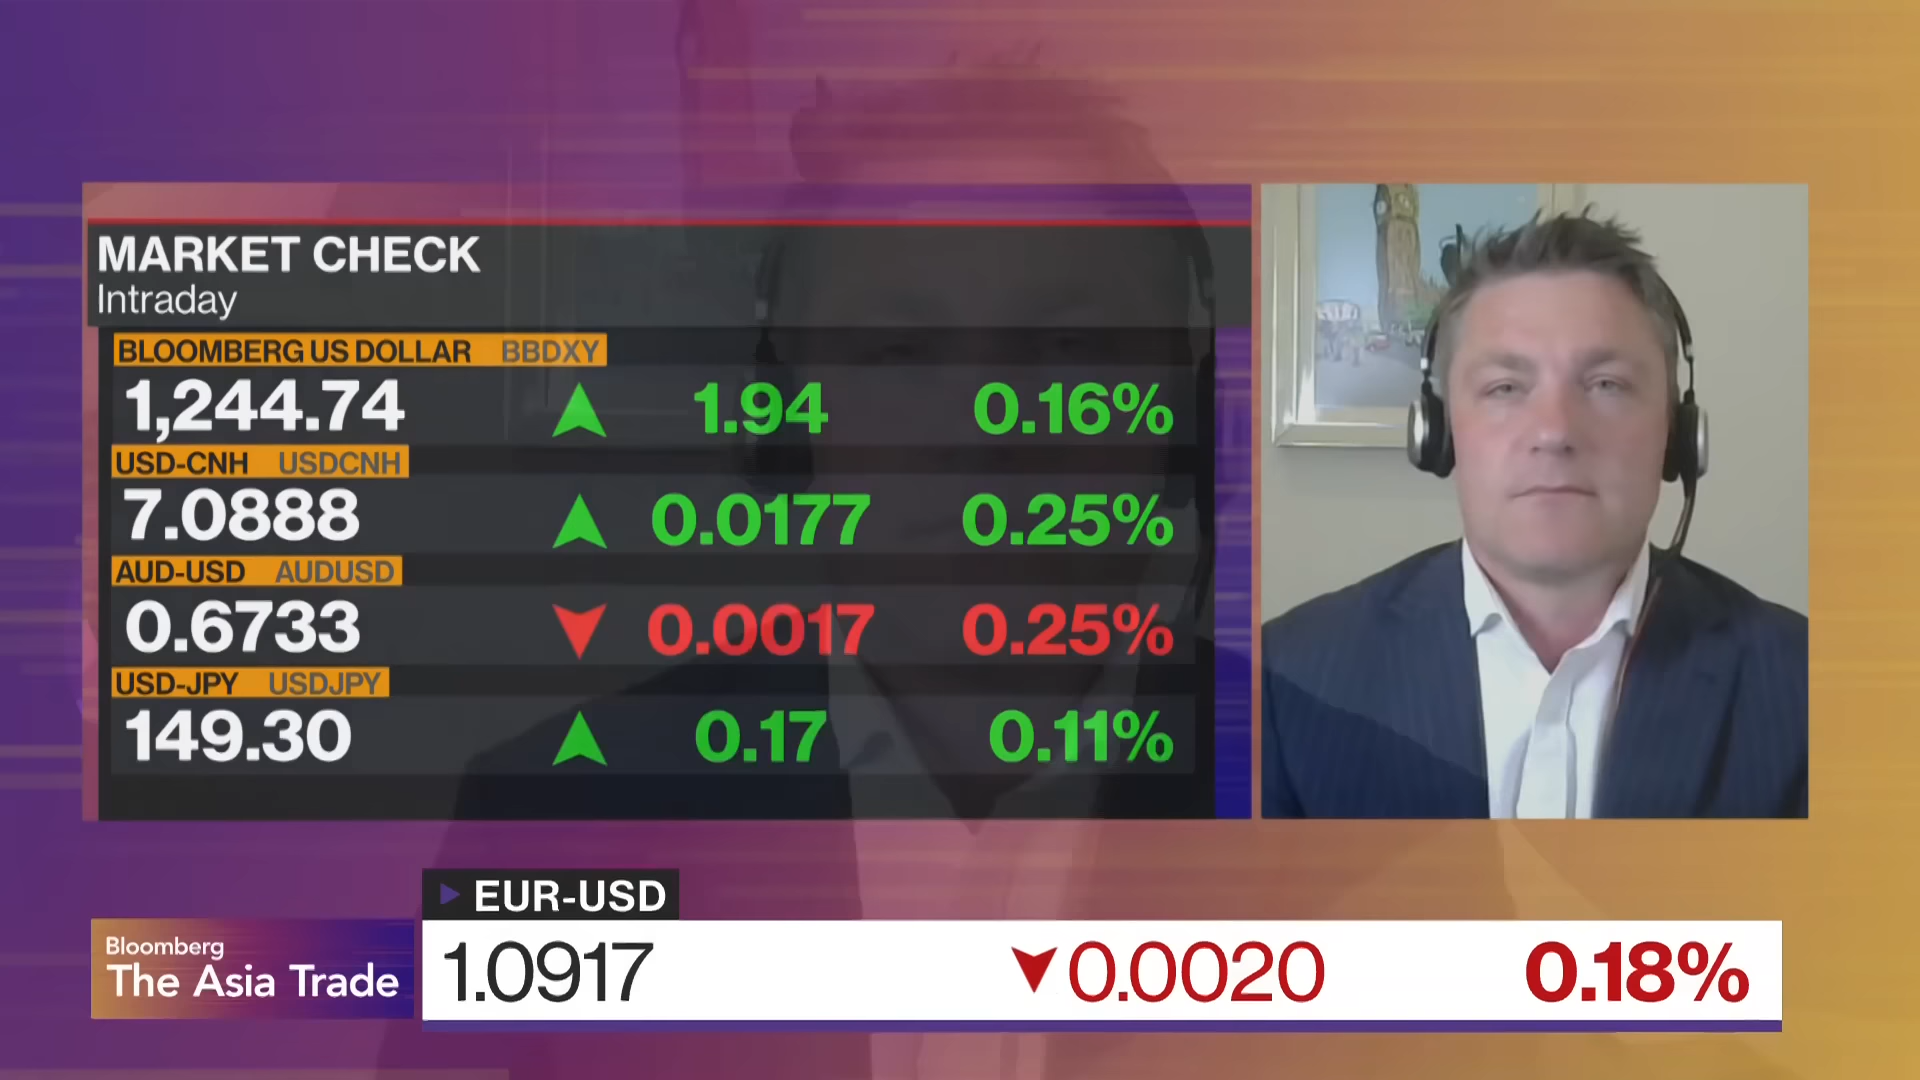 MARKET CHECK
Intraday
BLOOMBERG US DOLLAR BBDXY
1,244.74 ▲ 1.94 0.16%
USD-CNH USDCNH
7.0888 ▲ 0.0177 0.25%
AUD-USD AUDUSD
0.6733 ▼ 0.0017 0.25%
USD-JPY USDJPY
149.30 ▲ 0.17 0.11%
EUR-USD
1.0917 ▼ 0.0020 0.18%
Bloomberg
The Asia Trade